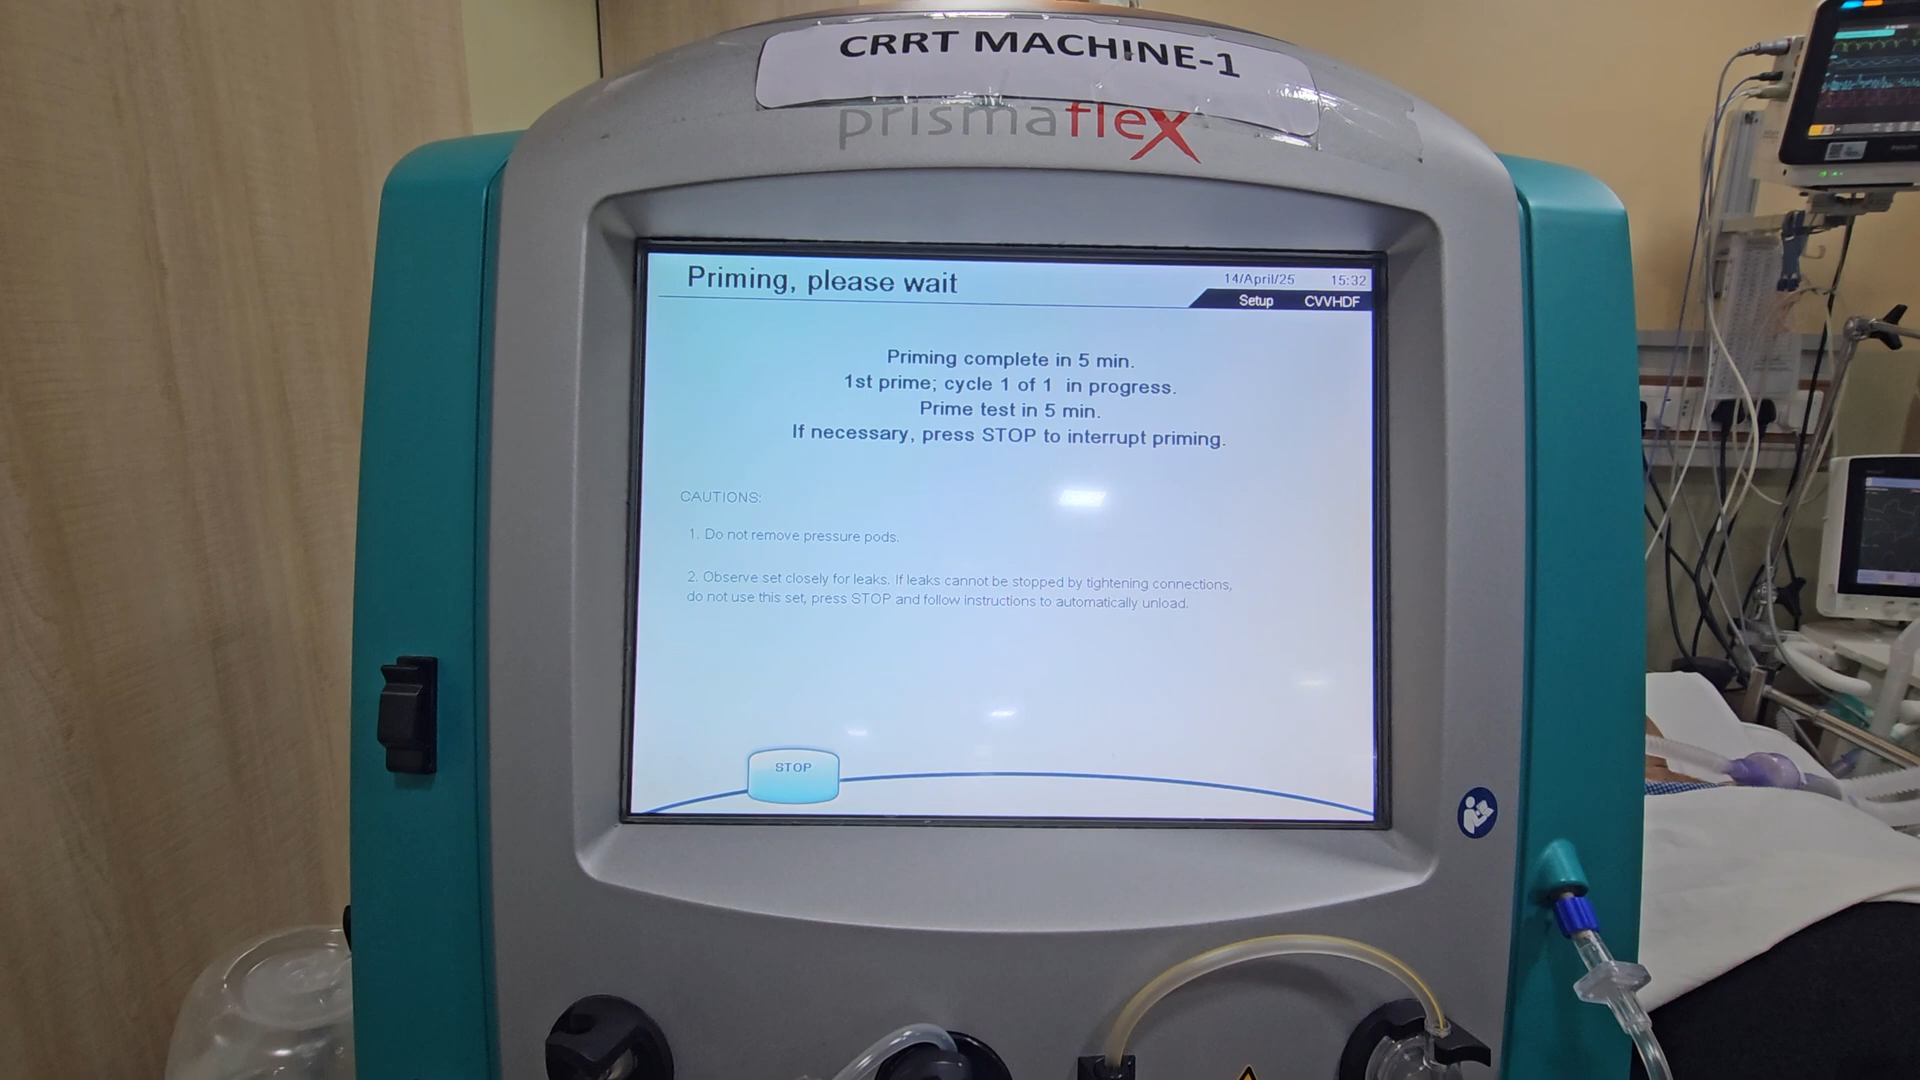 CRRT MACHINE-1
prismaflex
Priming, please wait
14/April/25 15:32
Setup CVVHDF
Priming complete in 5 min.
1st prime; cycle 1 of 1 in progress.
Prime test in 5 min.
If necessary, press STOP to interrupt priming.
CAUTIONS:
1. Do not remove pressure pods.
2. Observe set closely for leaks. If leaks cannot be stopped by tightening connections,
do not use this set, press STOP and follow instructions to automatically unload.
STOP